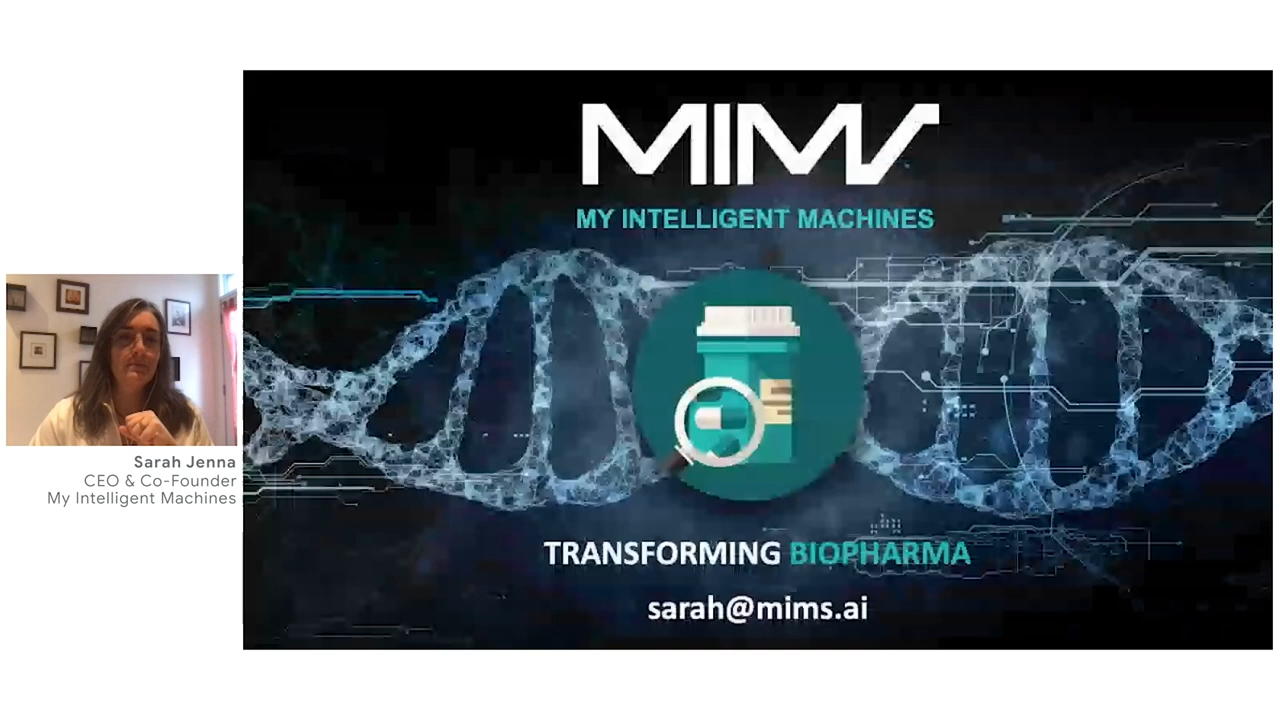 MIMS
MY INTELLIGENT MACHINES
Sarah Jenna
CEO & Co-Founder
My Intelligent Machines
TRANSFORMING BIOPHARMA
sarah@mims.ai